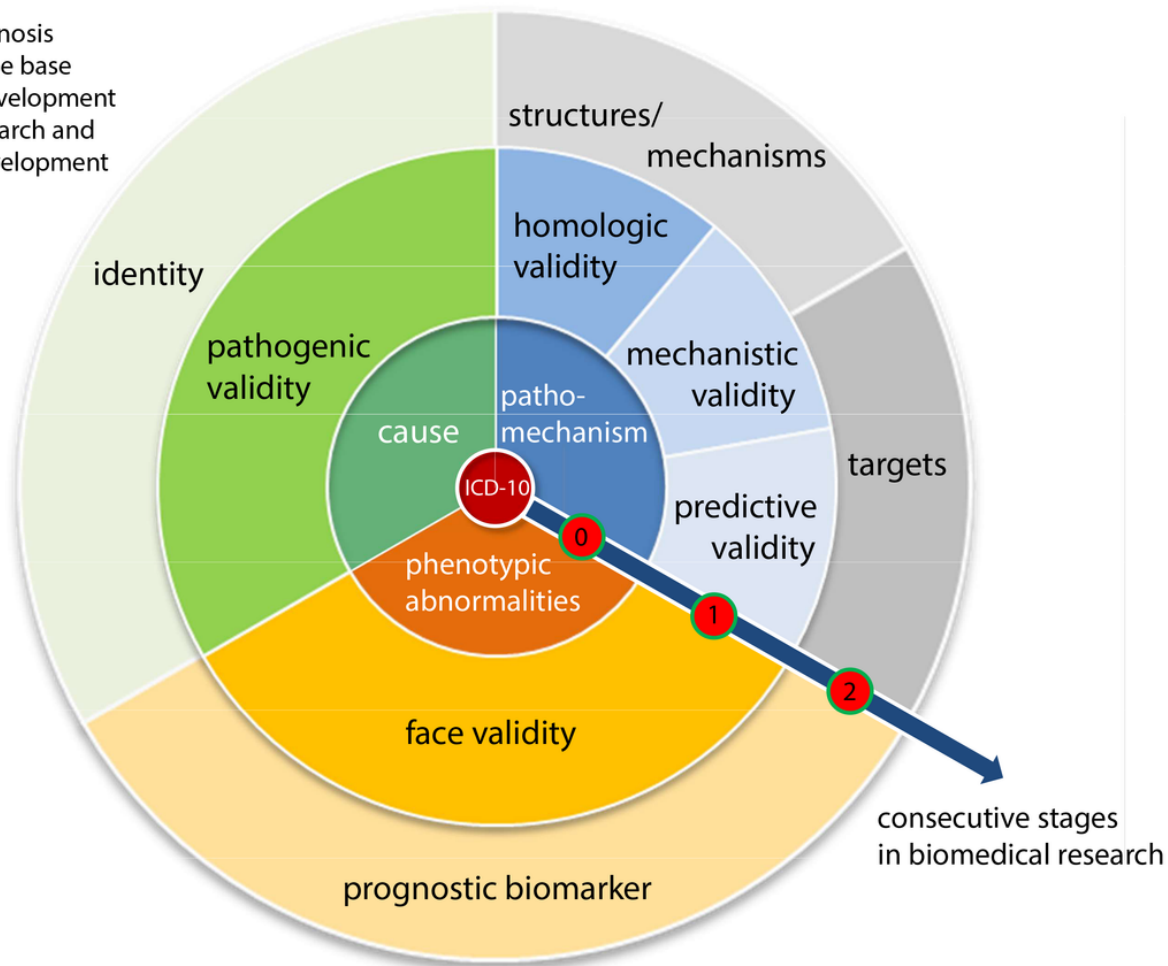 nosis
e base
velopment
arch and
velopment
structures/
mechanisms
homologic
validity
identity
pathogenic
validity
mechanistic
validity
patho-
mechanism
cause
targets
ICD-10
predictive
validity
0
phenotypic
abnormalities
1
2
face validity
consecutive stages
in biomedical research
prognostic biomarker